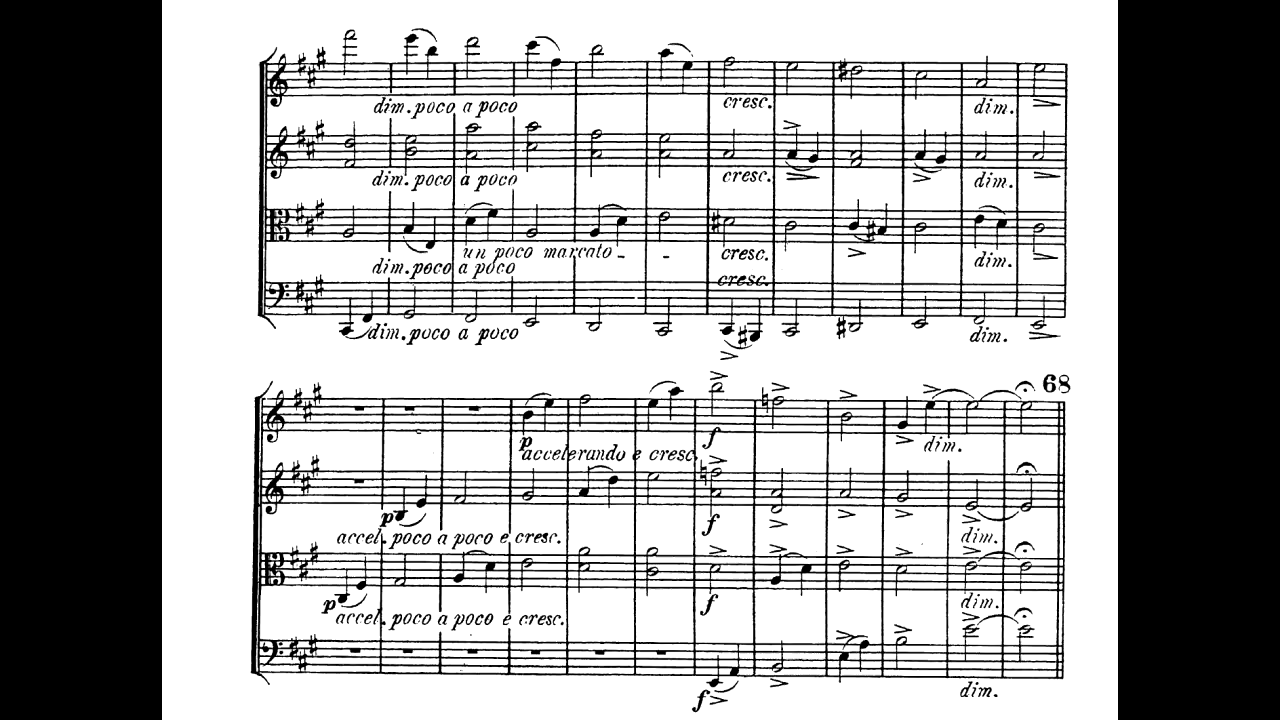 dim. poco a poco cresc. dim.
dim. poco a poco cresc. dim.
un poco marcato cresc.
dim. poco a poco dim.
cresc.
dim. poco a poco dim.
68
f
p dim.
accelerando e cresc.
p f
accel. poco a poco e cresc. dim.
p f dim.
accel. poco a poco e cresc.
f dim.